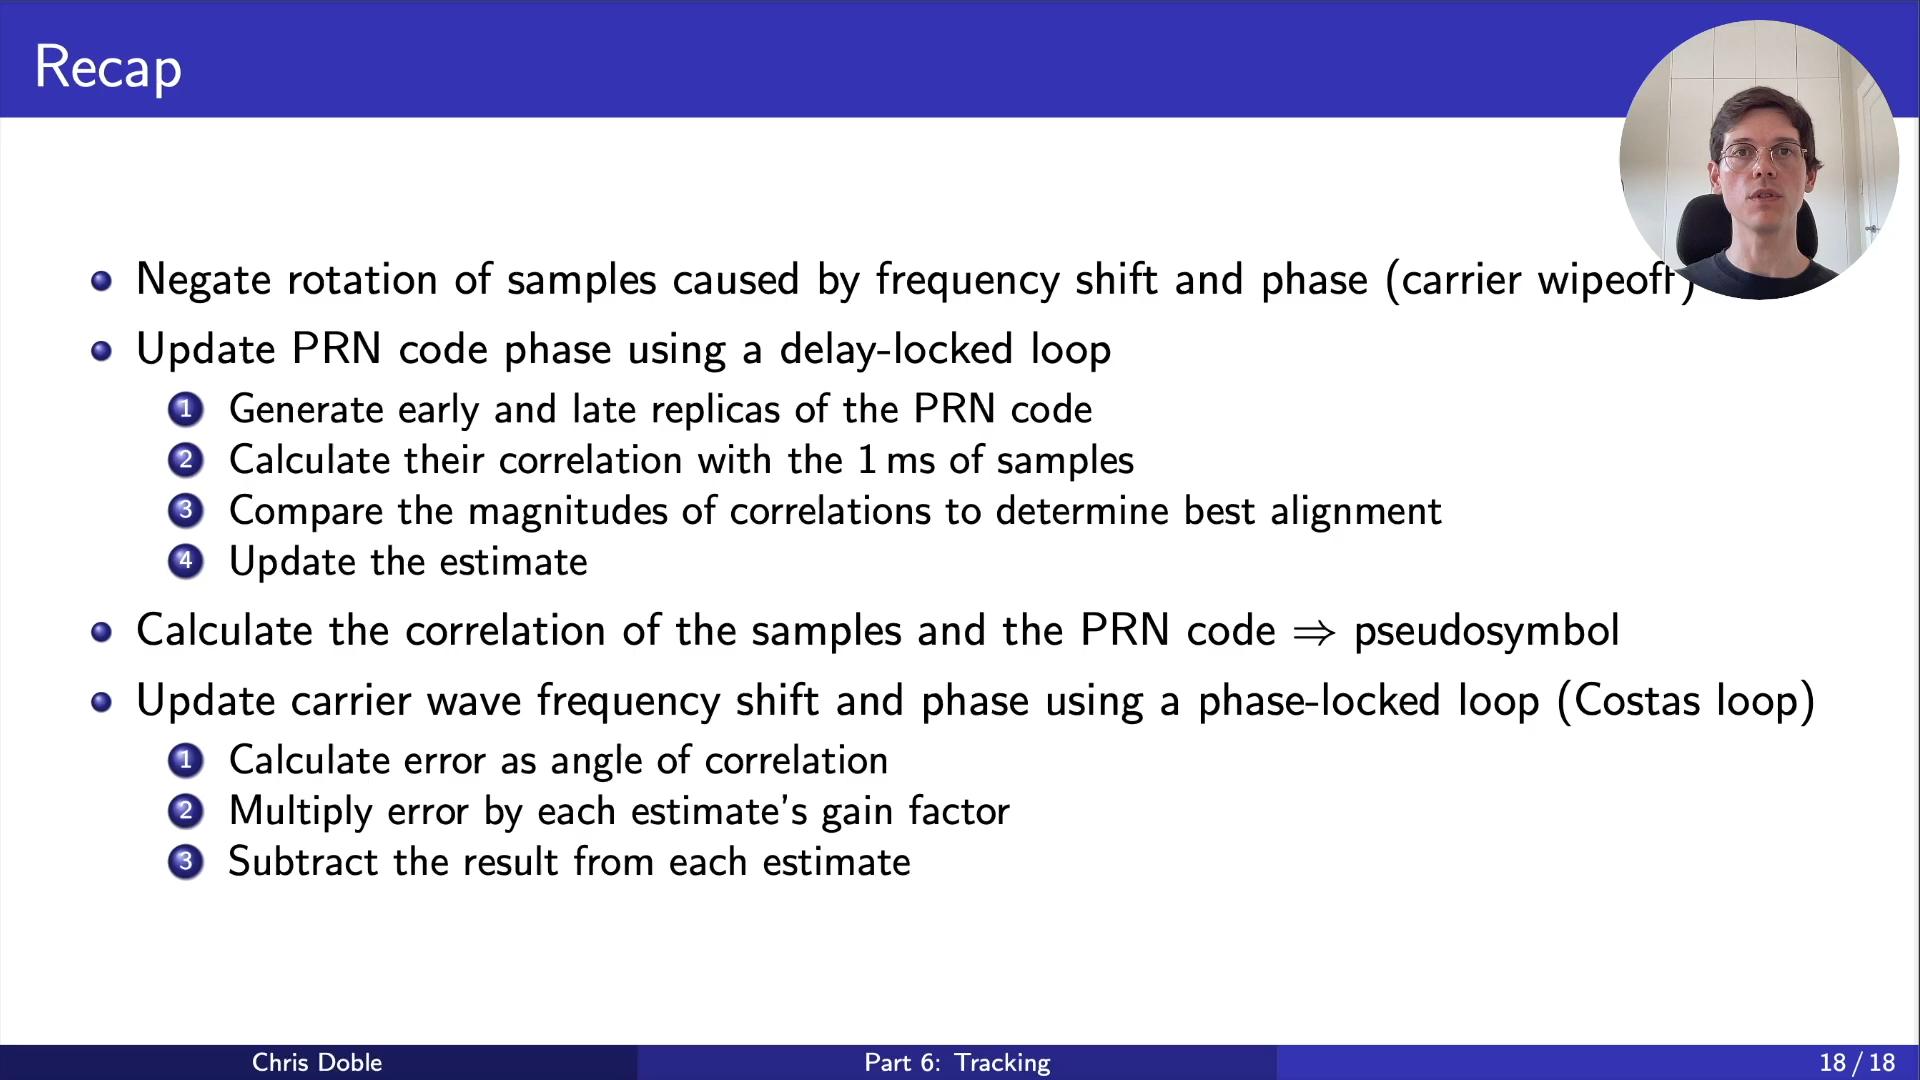 Recap
Negate rotation of samples caused by frequency shift and phase (carrier wipeoff)
Update PRN code phase using a delay-locked loop
1 Generate early and late replicas of the PRN code
2 Calculate their correlation with the 1 ms of samples
3 Compare the magnitudes of correlations to determine best alignment
4 Update the estimate
Calculate the correlation of the samples and the PRN code ⇒ pseudosymbol
Update carrier wave frequency shift and phase using a phase-locked loop (Costas loop)
1 Calculate error as angle of correlation
2 Multiply error by each estimate's gain factor
3 Subtract the result from each estimate
Chris Doble
Part 6: Tracking
18 / 18